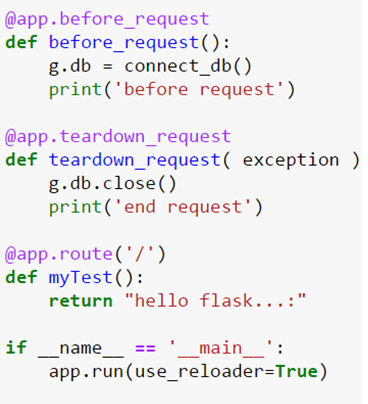 @app.before_request
def before_request():
    g.db = connect_db()
    print('before request')

@app.teardown_request
def teardown_request( exception )
    g.db.close()
    print('end request')

@app.route('/')
def myTest():
    return "hello flask...:"

if __name__ == '__main__':
    app.run(use_reloader=True)